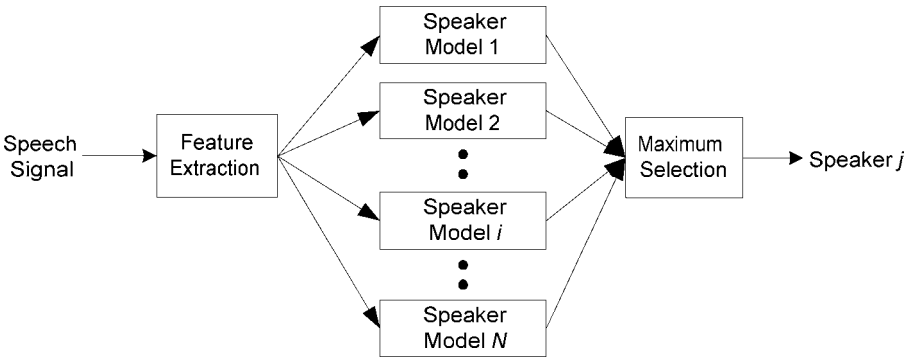 Speech
Signal
Feature
Extraction
Speaker
Model 1
Speaker
Model 2
Speaker
Model i
Speaker
Model N
Maximum
Selection
Speaker j